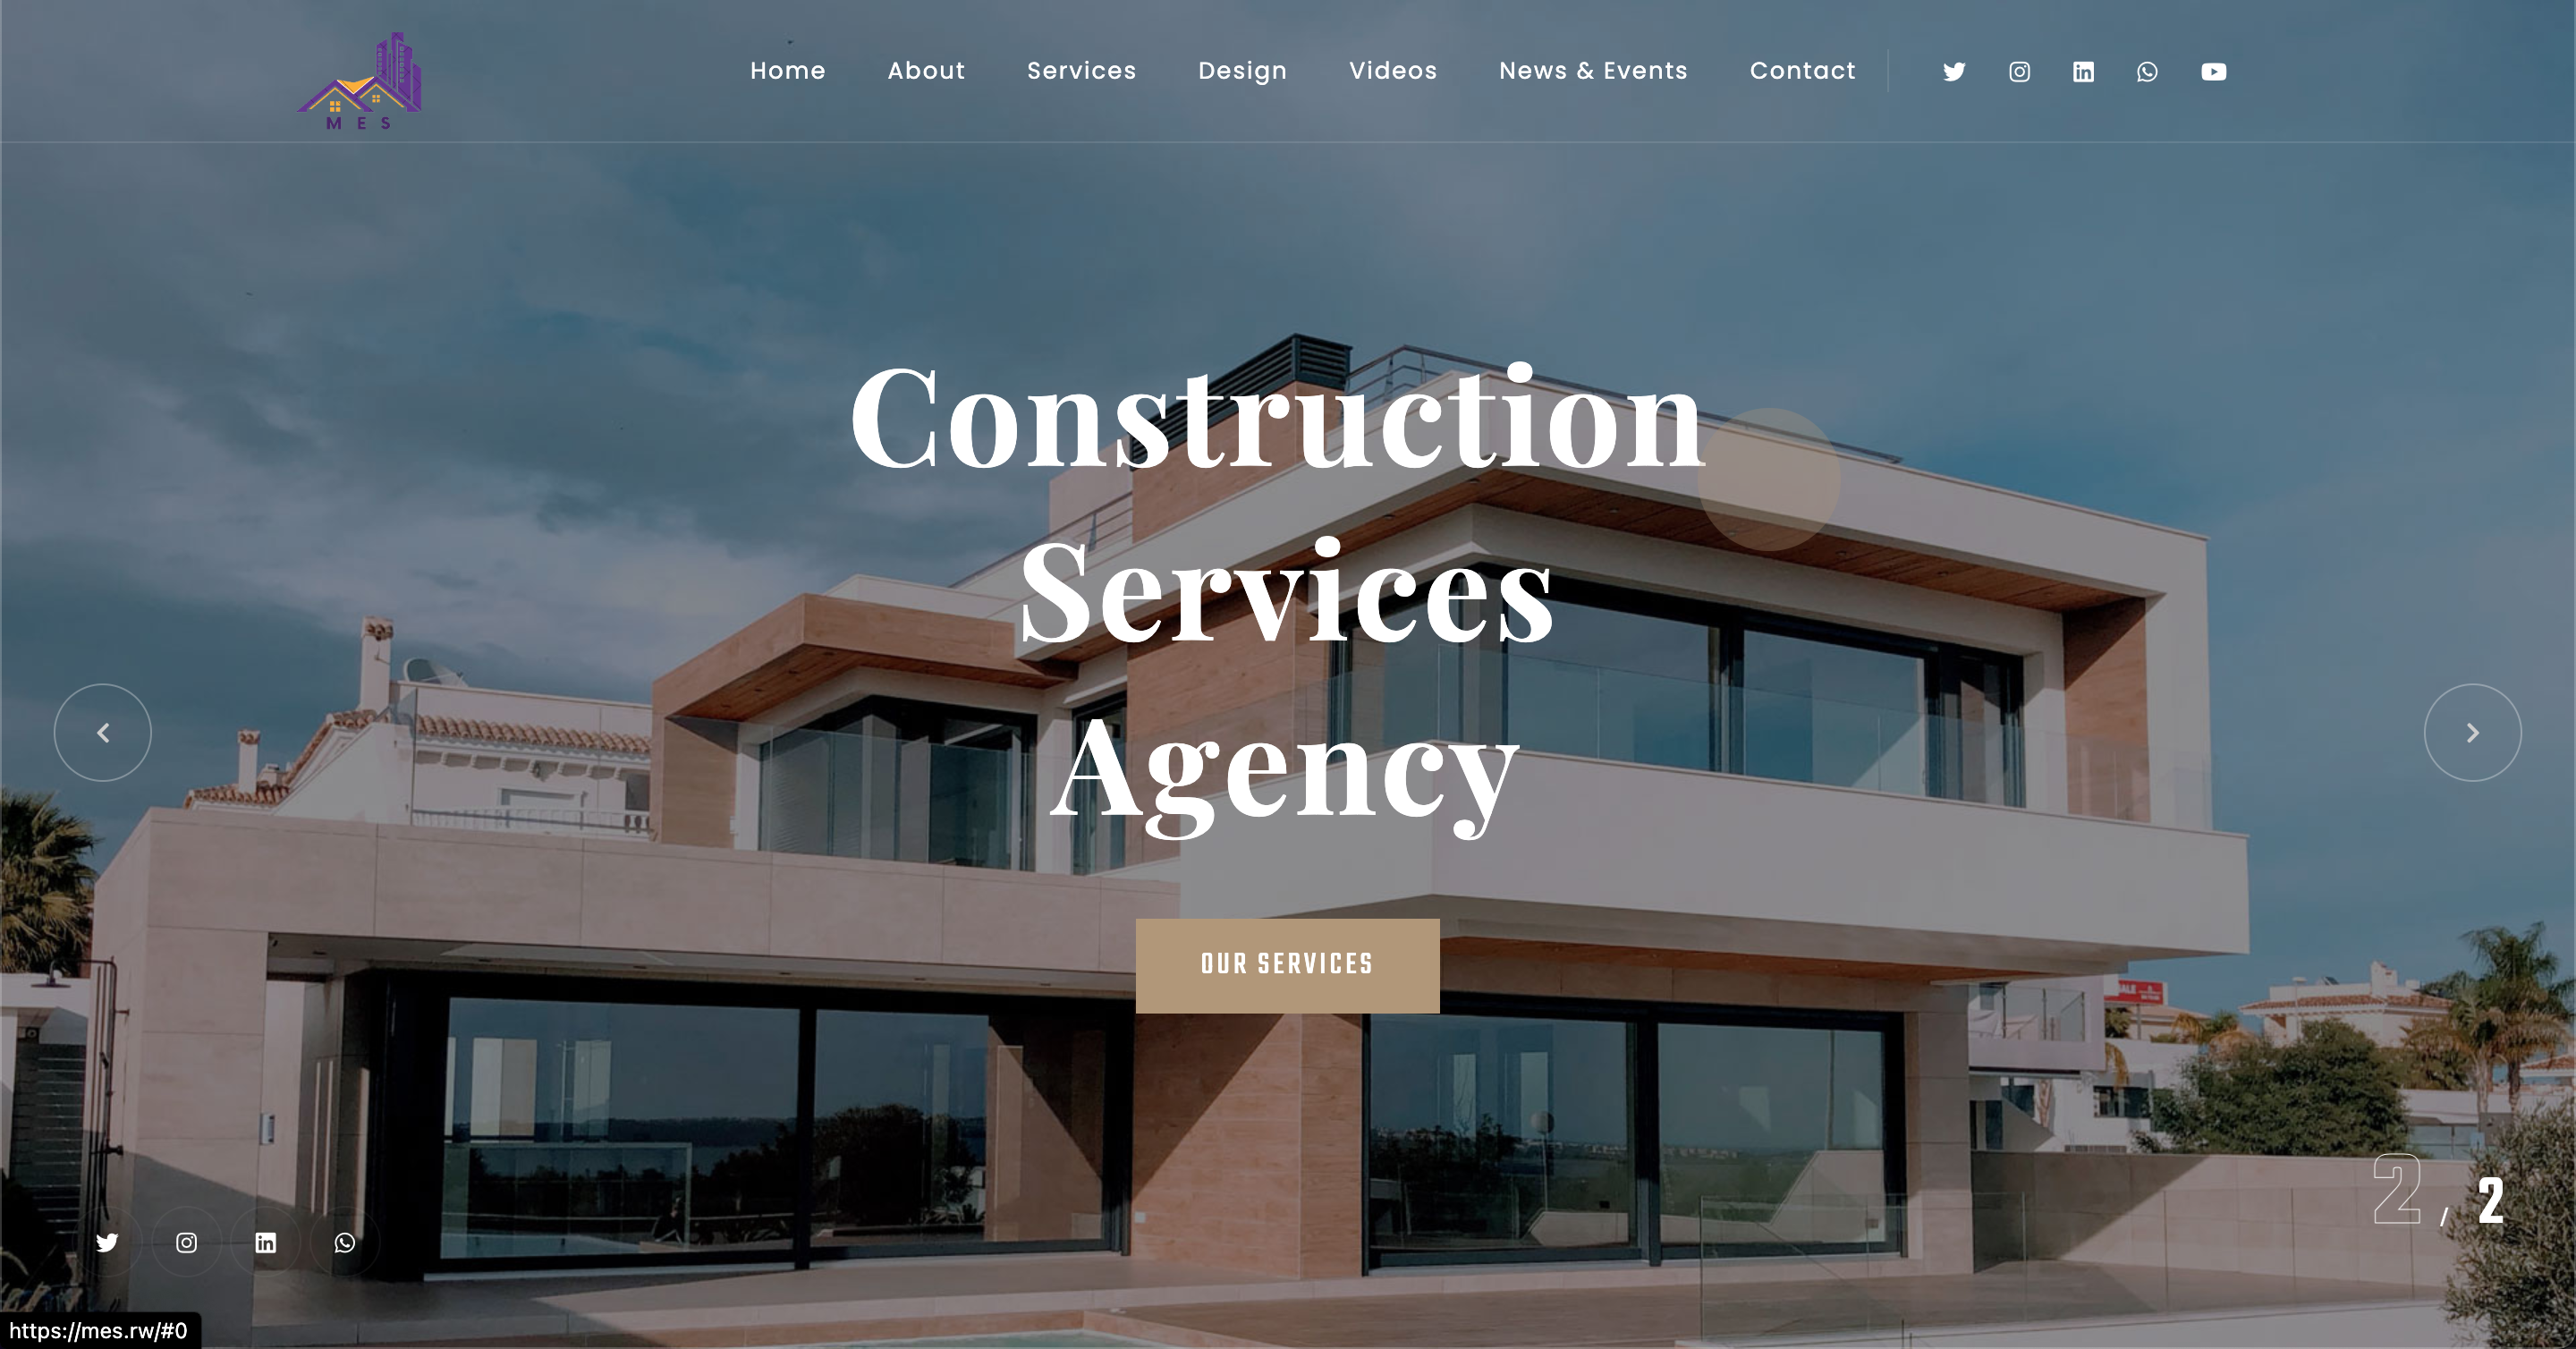 MES
Home
About
Services
Design
Videos
News & Events
Contact
Construction
Services
Agency
OUR SERVICES
2 / 2
https://mes.rw/#0